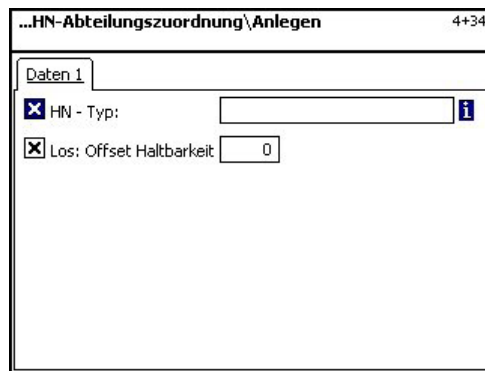 ...HN-Abteilungszuordnung\Anlegen 4+34
Daten 1
HN - Typ: i
Los: Offset Haltbarkeit 0